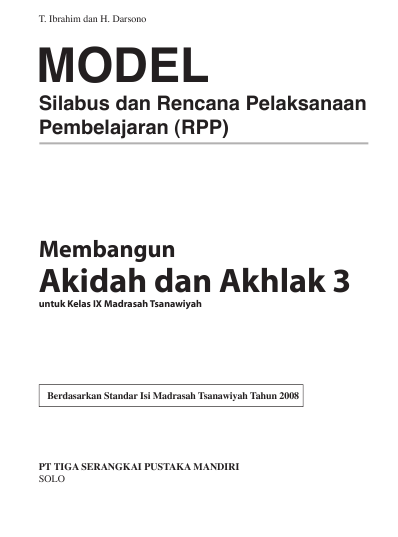 T. Ibrahim dan H. Darsono
MODEL
Silabus dan Rencana Pelaksanaan
Pembelajaran (RPP)
Membangun
Akidah dan Akhlak 3
untuk Kelas IX Madrasah Tsanawiyah
Berdasarkan Standar Isi Madrasah Tsanawiyah Tahun 2008
PT TIGA SERANGKAI PUSTAKA MANDIRI
SOLO